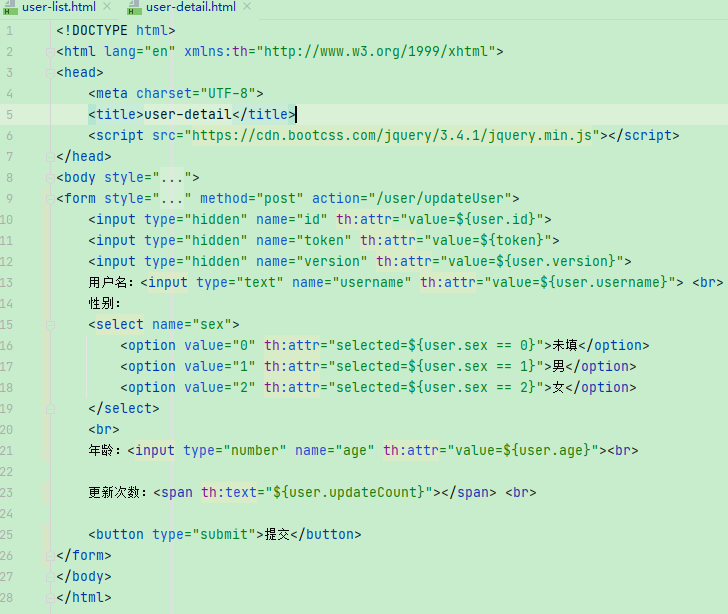 user-list.html user-detail.html
1 <!DOCTYPE html>
2 <html lang="en" xmlns:th="http://www.w3.org/1999/xhtml">
3 <head>
4 <meta charset="UTF-8">
5 <title>user-detail</title>
6 <script src="https://cdn.bootcss.com/jquery/3.4.1/jquery.min.js"></script>
7 </head>
8 <body style="...">
9 <form style="..." method="post" action="/user/updateUser">
10 <input type="hidden" name="id" th:attr="value=${user.id}">
11 <input type="hidden" name="token" th:attr="value=${token}">
12 <input type="hidden" name="version" th:attr="value=${user.version}">
13 用户名：<input type="text" name="username" th:attr="value=${user.username}"> <br>
14 性别：
15 <select name="sex">
16 <option value="0" th:attr="selected=${user.sex == 0}">未填</option>
17 <option value="1" th:attr="selected=${user.sex == 1}">男</option>
18 <option value="2" th:attr="selected=${user.sex == 2}">女</option>
19 </select>
20 <br>
21 年龄：<input type="number" name="age" th:attr="value=${user.age}"><br>
22
23 更新次数：<span th:text="${user.updateCount}"></span> <br>
24
25 <button type="submit">提交</button>
26 </form>
27 </body>
28 </html>